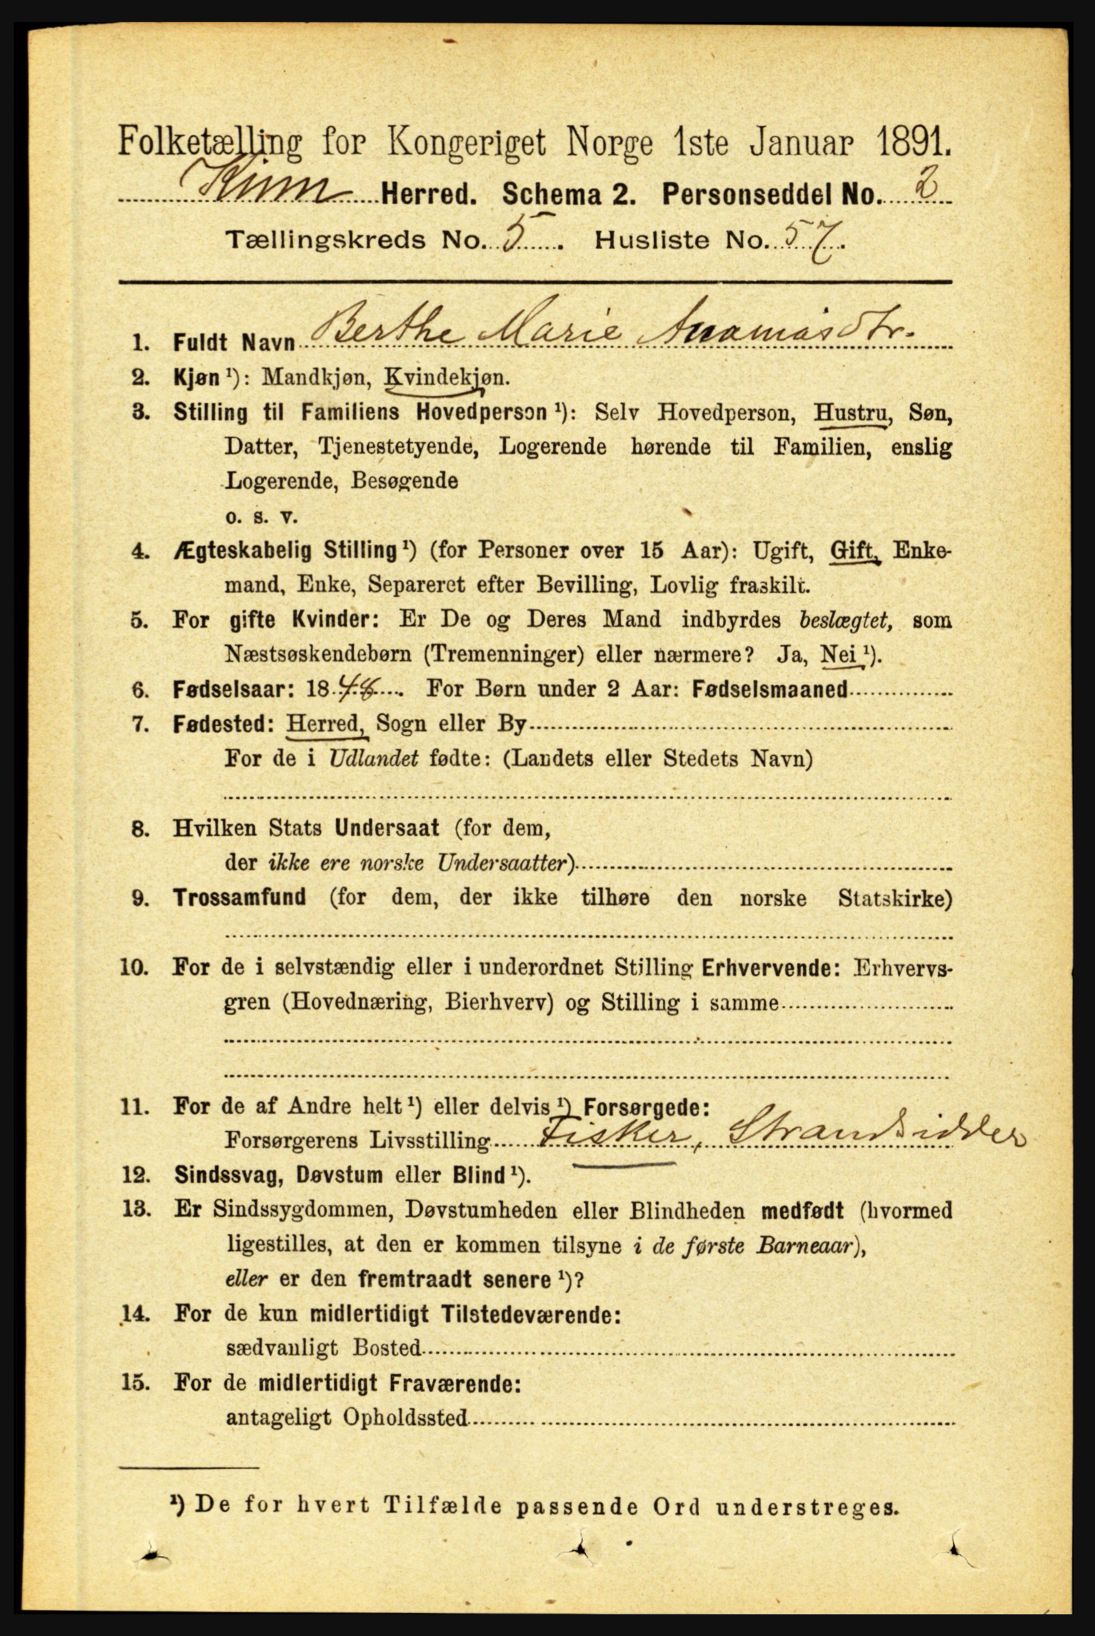 Folketælling for Kongeriget Norge 1ste Januar 1891.
Kinn Herred. Schema 2. Personseddel No. 2
Tællingskreds No. 5. Husliste No. 57.
1. Fuldt Navn Berthe Marie
2. Kjøn ¹): Mandkjøn, Kvindekjøn.
3. Stilling til Familiens Hovedperson ¹): Selv Hovedperson, Hustru, Søn,
Datter, Tjenestetyende, Logerende hørende til Familien, enslig
Logerende, Besøgende
o. s. v.
4. Ægteskabelig Stilling ¹) (for Personer over 15 Aar): Ugift, Gift, Enke-
mand, Enke, Separeret efter Bevilling, Lovlig fraskilt.
5. For gifte Kvinder: Er De og Deres Mand indbyrdes beslægtet, som
Næstsøskendebørn (Tremenninger) eller nærmere? Ja, Nei ¹).
6. Fødselsaar: 1848. For Børn under 2 Aar: Fødselsmaaned
7. Fødested: Herred, Sogn eller By
For de i Udlandet fødte: (Landets eller Stedets Navn)
8. Hvilken Stats Undersaat (for dem,
der ikke ere norske Undersaatter)
9. Trossamfund (for dem, der ikke tilhøre den norske Statskirke)
10. For de i selvstændig eller i underordnet Stilling Erhvervende: Erhvervs-
gren (Hovednæring, Bierhverv) og Stilling i samme
11. For de af Andre helt ¹) eller delvis ¹) Forsørgede:
Forsørgerens Livsstilling Fisker, Strandsidder
12. Sindssvag, Døvstum eller Blind ¹).
13. Er Sindssygdommen, Døvstumheden eller Blindheden medfødt (hvormed
ligestilles, at den er kommen tilsyne i de første Barneaar),
eller er den fremtraadt senere ¹)?
14. For de kun midlertidigt Tilstedeværende:
sædvanligt Bosted
15. For de midlertidigt Fraværende:
antageligt Opholdssted
¹) De for hvert Tilfælde passende Ord understreges.